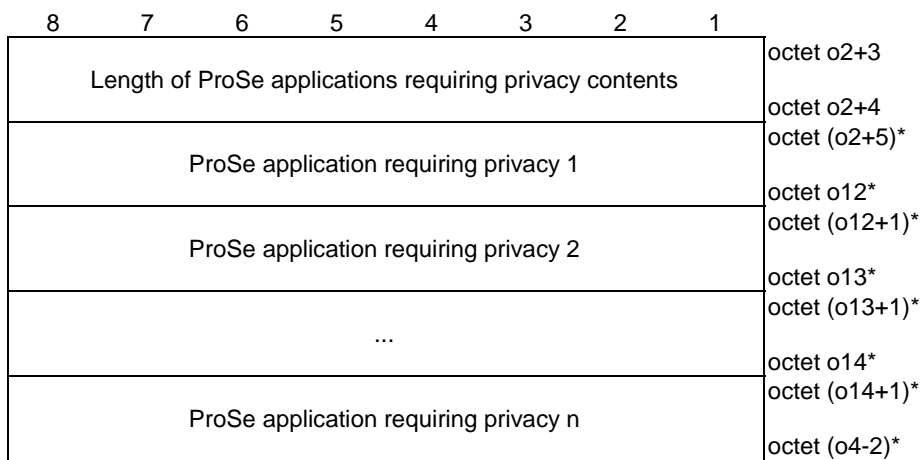 8 7 6 5 4 3 2 1
octet o2+3
Length of ProSe applications requiring privacy contents
octet o2+4
octet (o2+5)*
ProSe application requiring privacy 1
octet o12*
octet (o12+1)*
ProSe application requiring privacy 2
octet o13*
octet (o13+1)*
...
octet o14*
octet (o14+1)*
ProSe application requiring privacy n
octet (o4-2)*